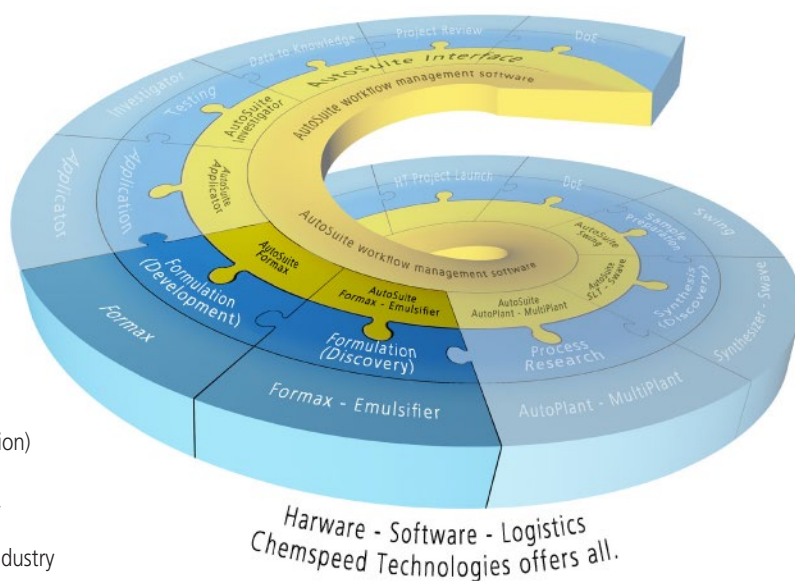 Data to Knowledge
Project Review
DoE
Investigator
Testing
AutoSuite Interface
AutoSuite
Investigator
AutoSuite workflow management software
Applicator
Application
AutoSuite
Applicator
HT Project Launch
DoE
Sample
Preparation
Swing
AutoSuite
Swing
AutoSuite workflow management software
AutoSuite
SLT - Swave
Synthesis
(Discovery)
Synthesizer - Swave
AutoSuite
Formax
AutoSuite
Formax - Emulsifier
AutoSuite
AutoPlant - MultiPlant
Formulation
(Development)
Formulation
(Discovery)
Process
Research
Formax
Formax - Emulsifier
AutoPlant - MultiPlant
tion)
dustry
Harware - Software - Logistics
Chemspeed Technologies offers all.